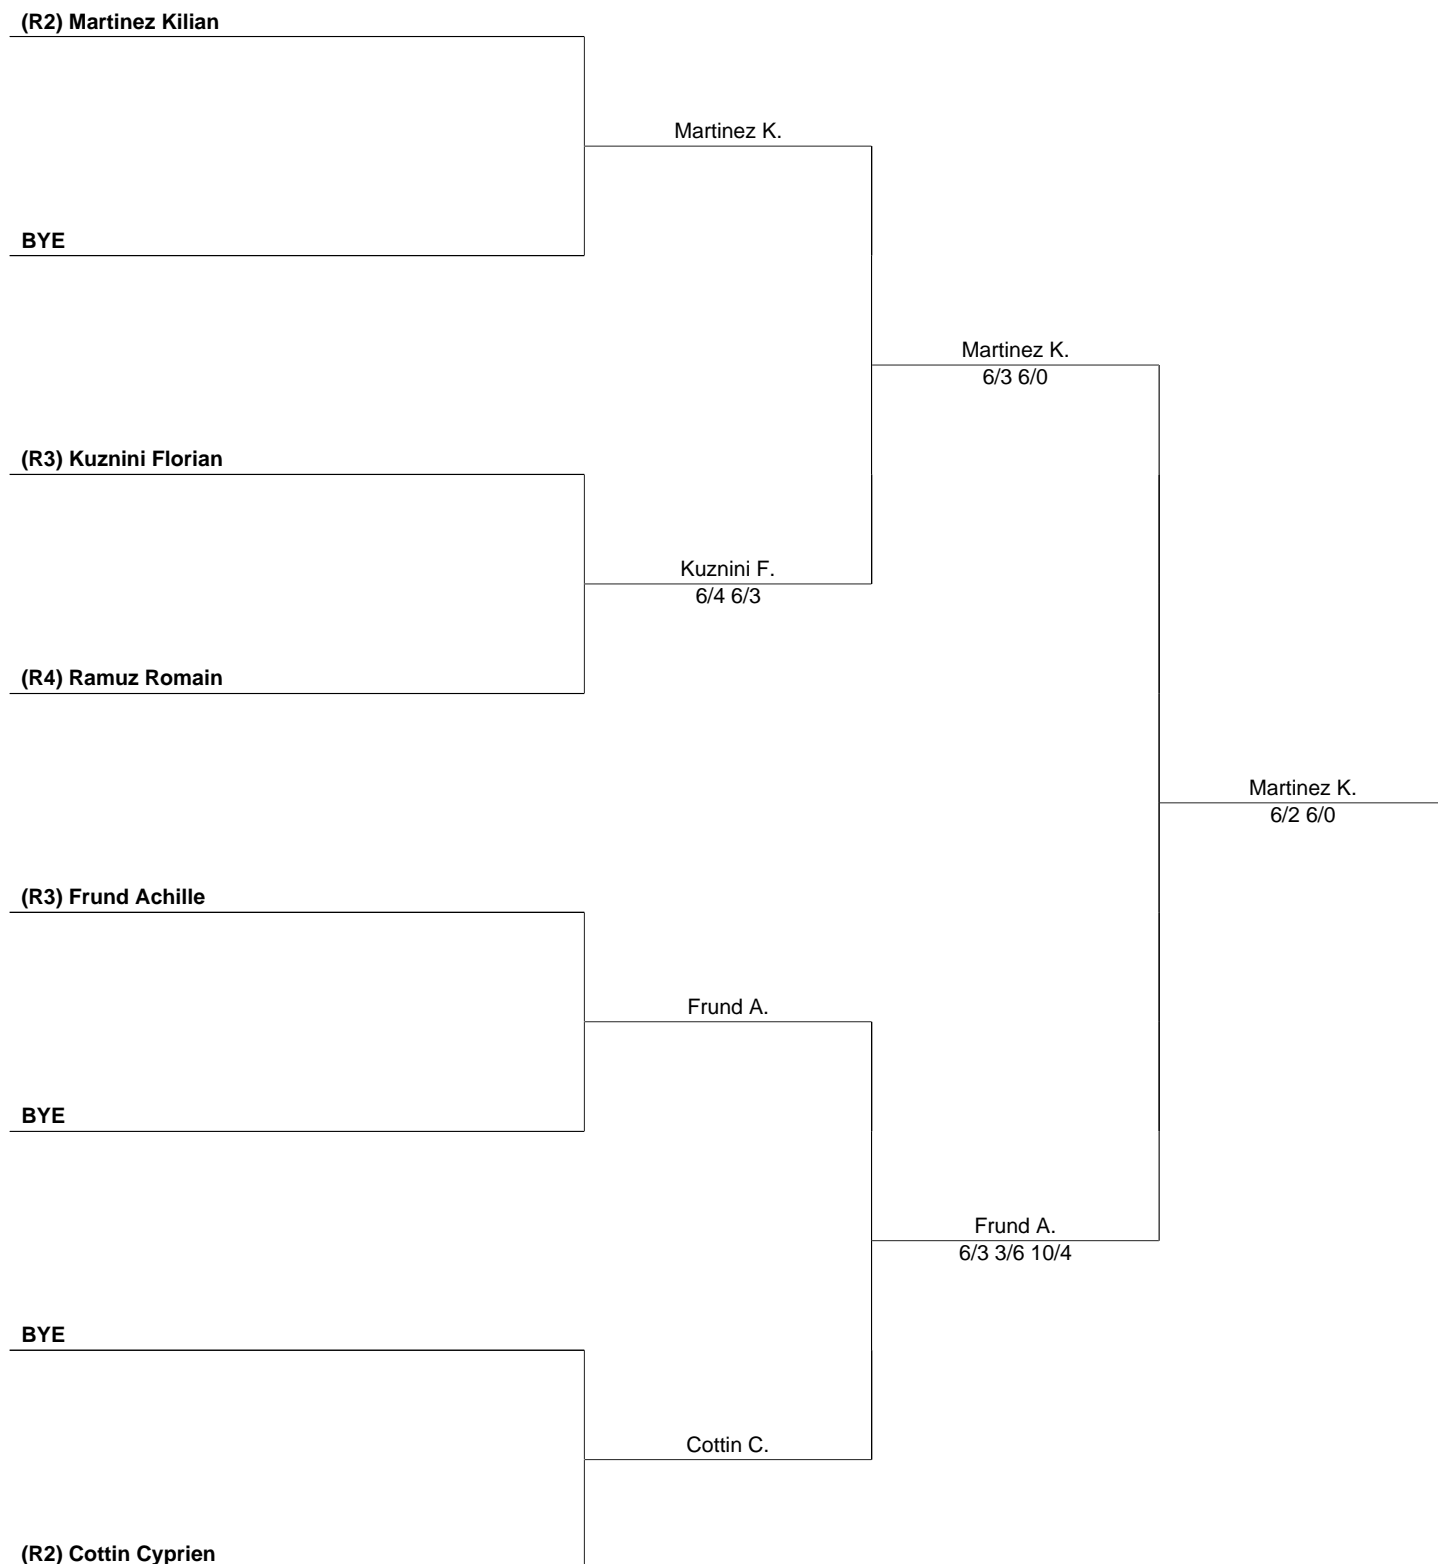 (R2) Martinez Kilian
Martinez K.
BYE
Martinez K.
6/3 6/0
(R3) Kuznini Florian
Kuznini F.
6/4 6/3
(R4) Ramuz Romain
Martinez K.
6/2 6/0
(R3) Frund Achille
Frund A.
BYE
Frund A.
6/3 3/6 10/4
BYE
Cottin C.
(R2) Cottin Cyprien